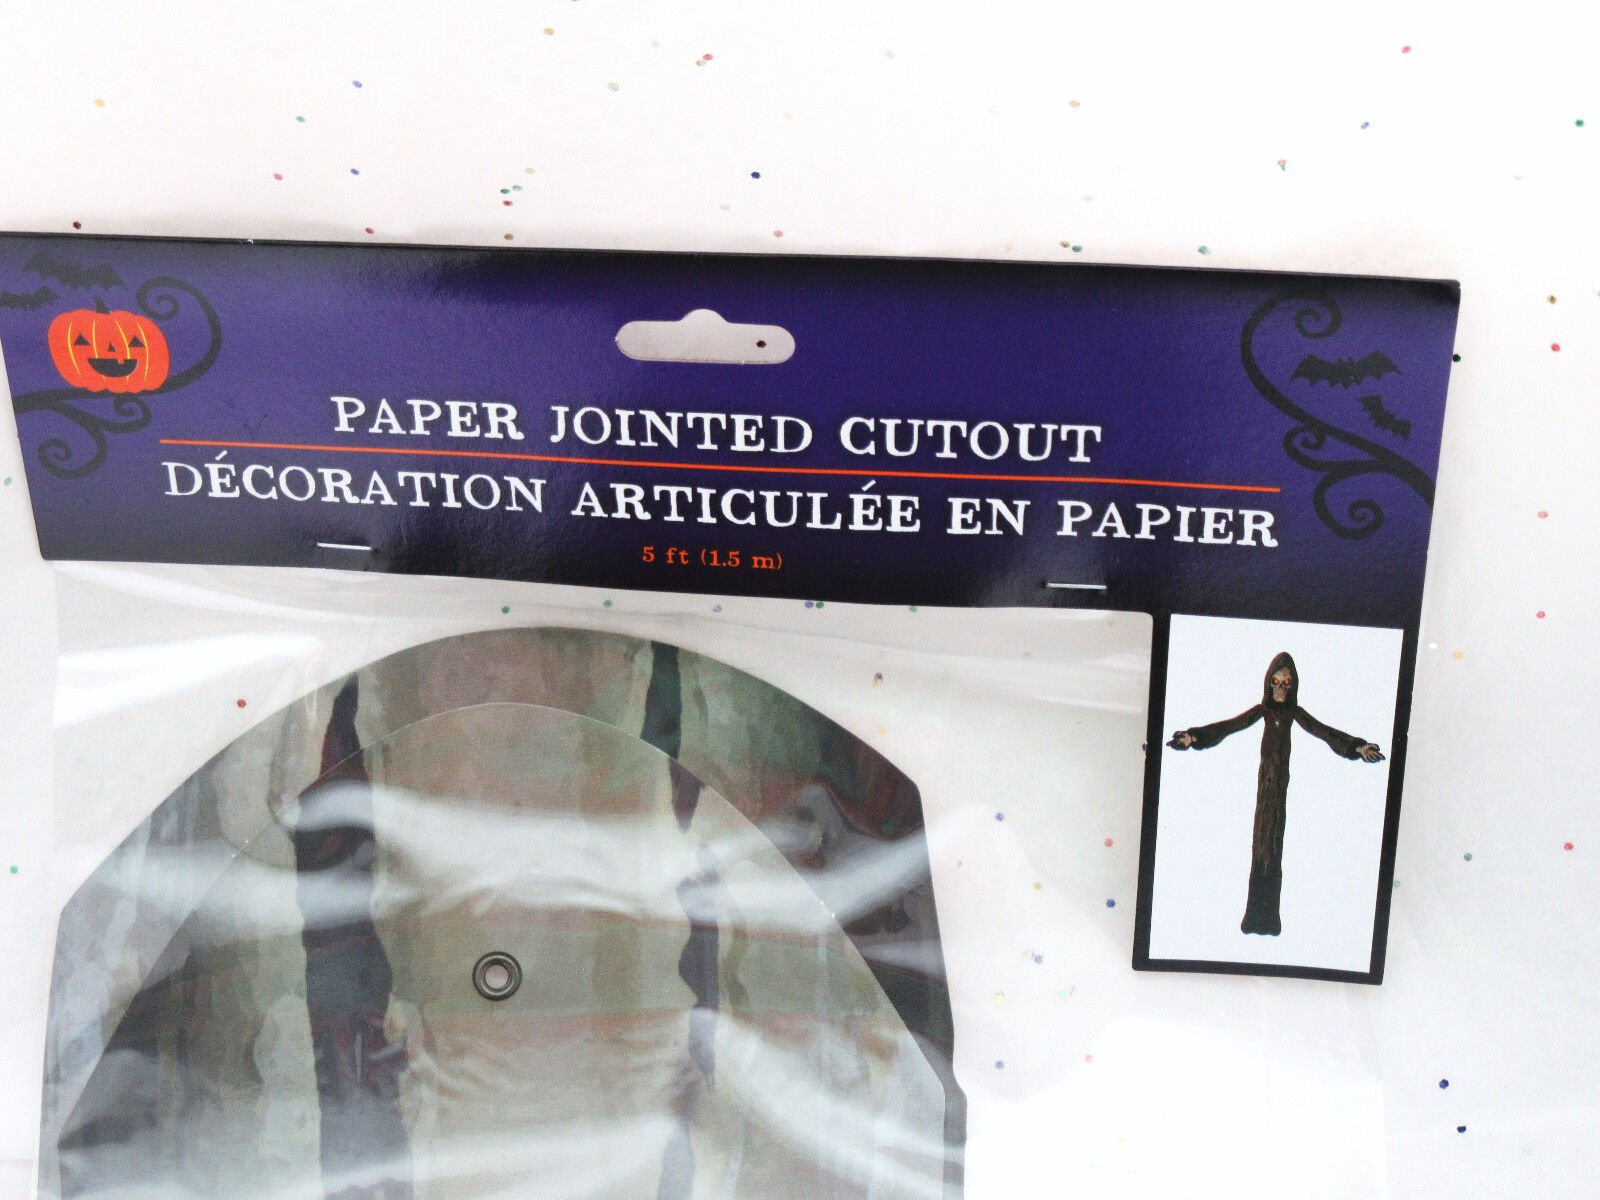 PAPER JOINTED CUTOUT
DÉCORATION ARTICULÉE EN PAPIER
5 ft (1.5 m)